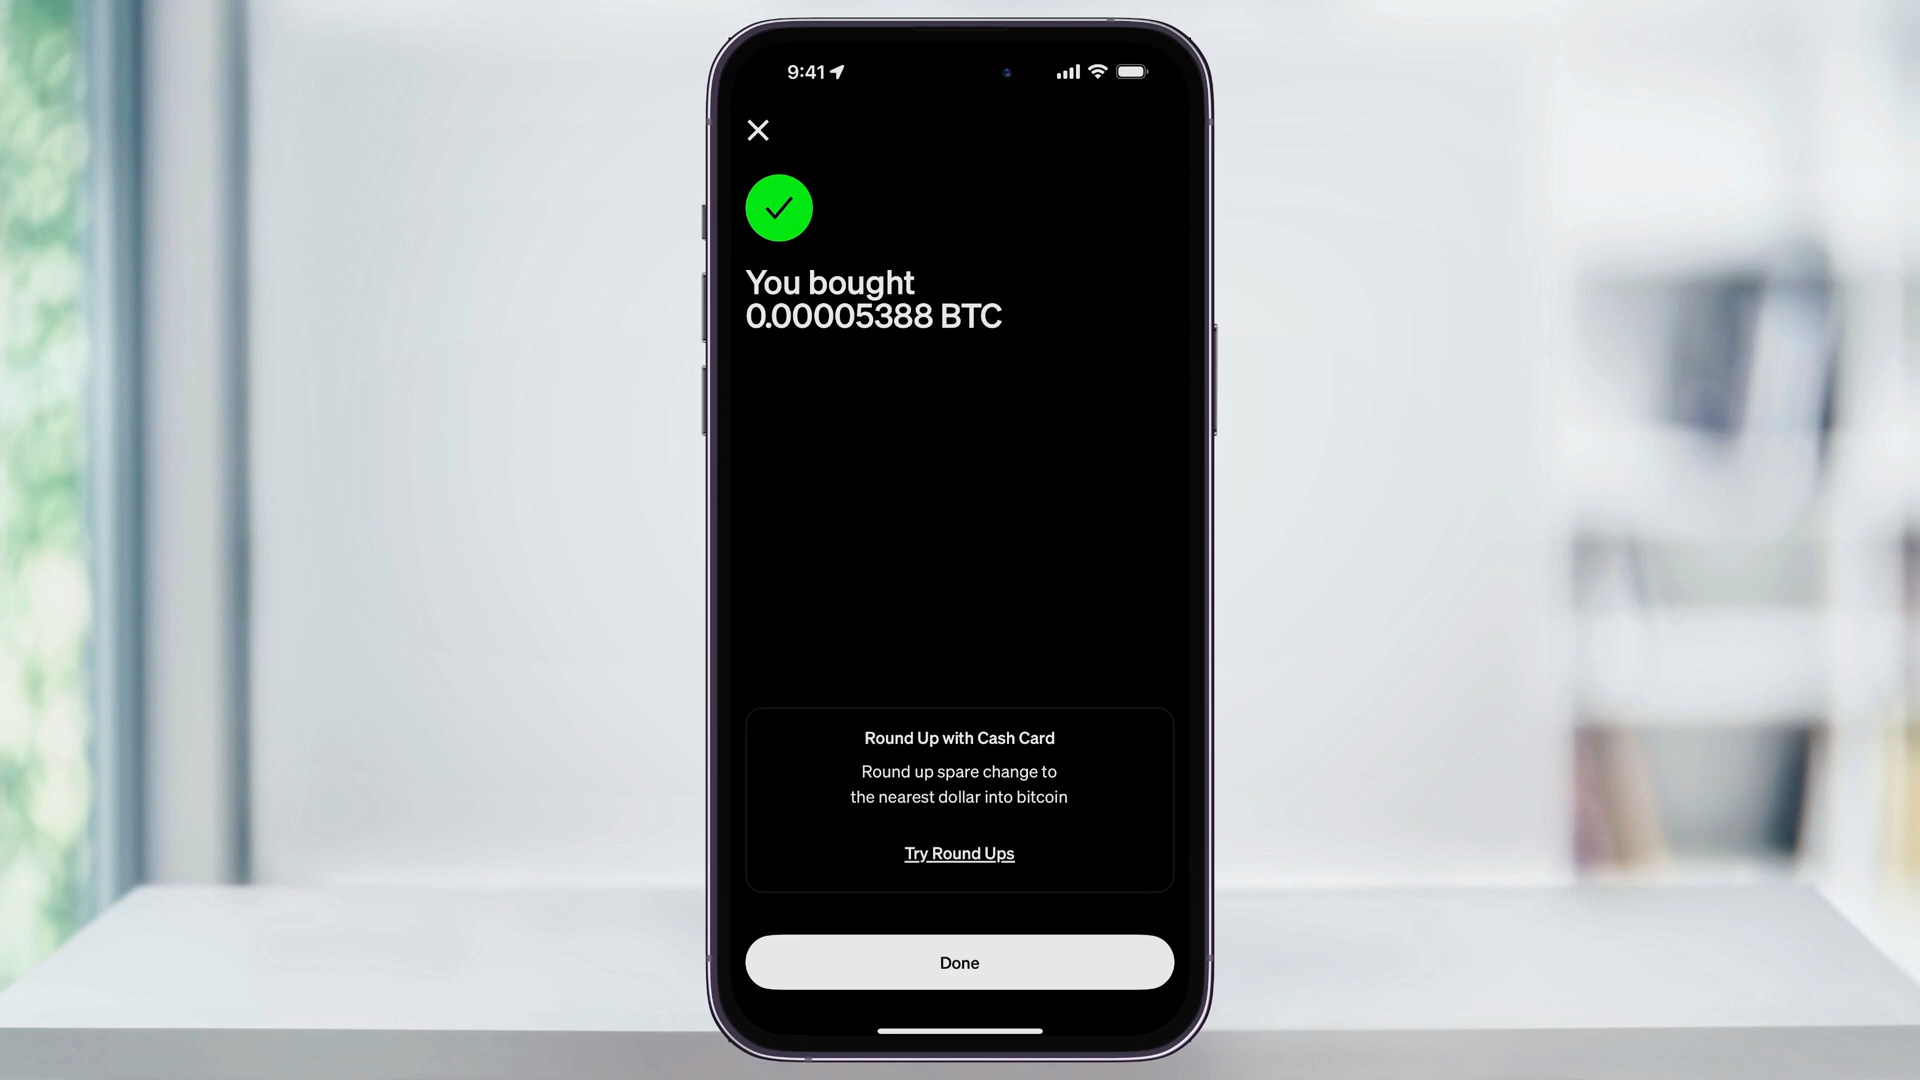 9:41
You bought
0.00005388 BTC
Round Up with Cash Card
Round up spare change to
the nearest dollar into bitcoin
Try Round Ups
Done